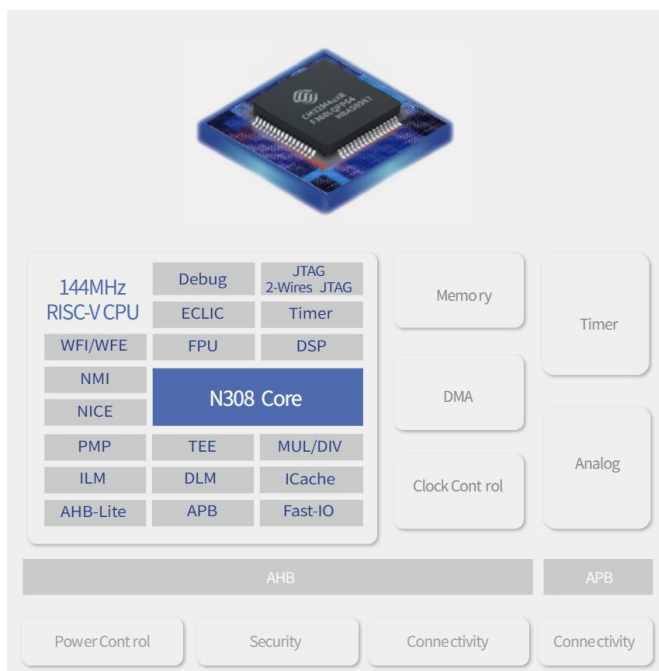 CM32M4xxR
144MHz
RISC-V CPU
Debug
JTAG
2-Wires JTAG
ECLIC
Timer
WFI/WFE
FPU
DSP
NMI
NICE
N308 Core
PMP
TEE
MUL/DIV
ILM
DLM
ICache
AHB-Lite
APB
Fast-IO
Memory
DMA
Clock Control
Timer
Analog
AHB
APB
Power Control
Security
Connectivity
Connectivity